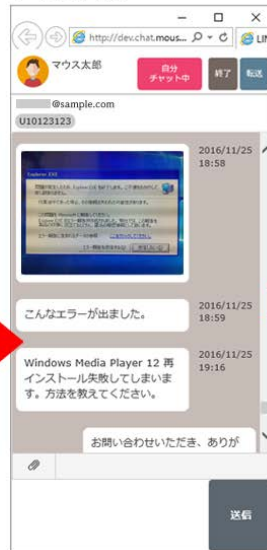 http://dev.chat.mous...
LIN
マウス太郎
自分
チャット中
終了
転送
@sample.com
U10123123
2016/11/25
18:58
こんなエラーが出ました。
2016/11/25
18:59
Windows Media Player 12 再
インストール失敗してしまいま
す。方法を教えてください。
2016/11/25
19:16
お問い合わせいただき、ありが
送信